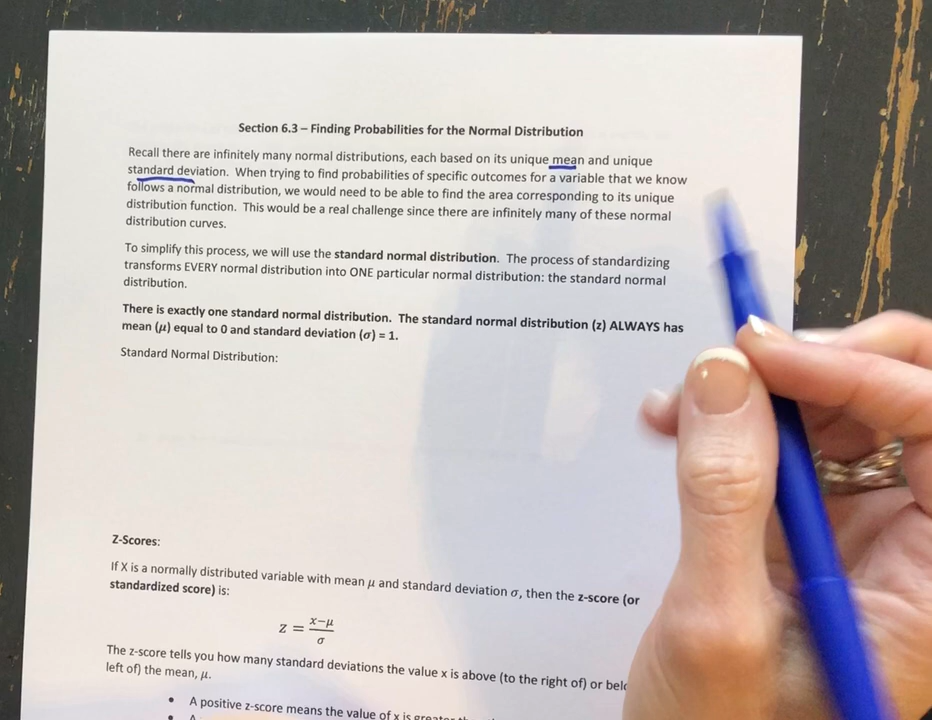 Section 6.3 – Finding Probabilities for the Normal Distribution
Recall there are infinitely many normal distributions, each based on its unique mean and unique
standard deviation. When trying to find probabilities of specific outcomes for a variable that we know
follows a normal distribution, we would need to be able to find the area corresponding to its unique
distribution function. This would be a real challenge since there are infinitely many of these normal
distribution curves.
To simplify this process, we will use the standard normal distribution. The process of standardizing
transforms EVERY normal distribution into ONE particular normal distribution: the standard normal
distribution.
There is exactly one standard normal distribution. The standard normal distribution (z) ALWAYS has
mean (μ) equal to 0 and standard deviation (σ) = 1.
Standard Normal Distribution:
Z-Scores:
If X is a normally distributed variable with mean μ and standard deviation σ, then the z-score (or
standardized score) is:
z = x−μ / σ
The z-score tells you how many standard deviations the value x is above (to the right of) or
left of) the mean, μ.
• A positive z-score means the value of x is